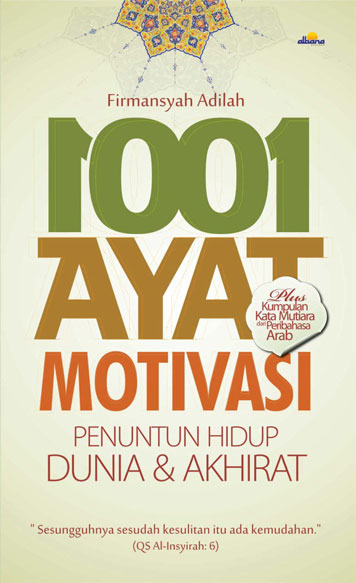 albana
Firmansyah Adilah
1001
AYAT
Plus
Kumpulan
Kata Mutiara
dan Peribahasa
Arab
MOTIVASI
PENUNTUN HIDUP
DUNIA & AKHIRAT
" Sesungguhnya sesudah kesulitan itu ada kemudahan."
(QS Al-Insyirah: 6)